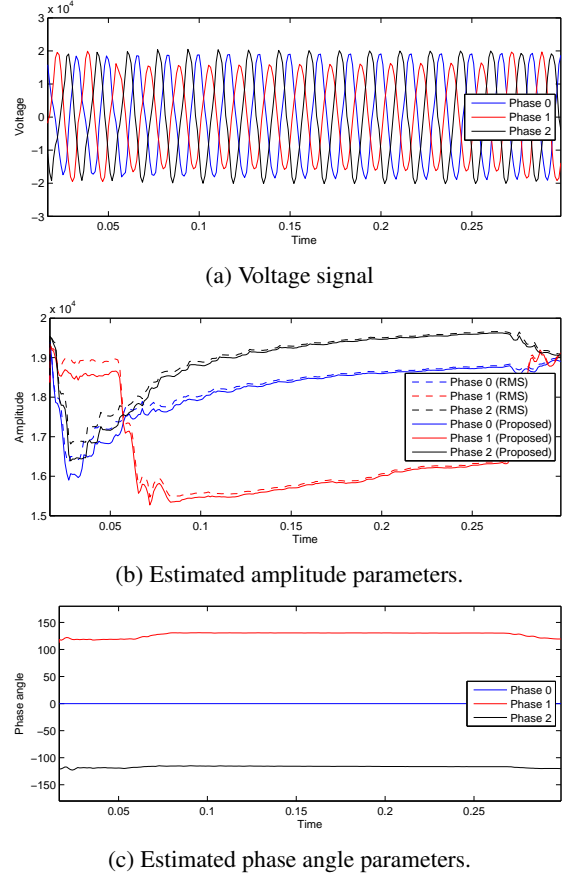 x 10⁴
3
2
1
0
−1
−2
−3
Voltage
Phase 0
Phase 1
Phase 2
0.05 0.1 0.15 0.2 0.25
Time
(a) Voltage signal
x 10⁴
2
1.9
1.8
1.7
1.6
1.5
Amplitude
Phase 0 (RMS)
Phase 1 (RMS)
Phase 2 (RMS)
Phase 0 (Proposed)
Phase 1 (Proposed)
Phase 2 (Proposed)
0.05 0.1 0.15 0.2 0.25
Time
(b) Estimated amplitude parameters.
150
100
50
0
−50
−100
−150
Phase angle
Phase 0
Phase 1
Phase 2
0.05 0.1 0.15 0.2 0.25
Time
(c) Estimated phase angle parameters.